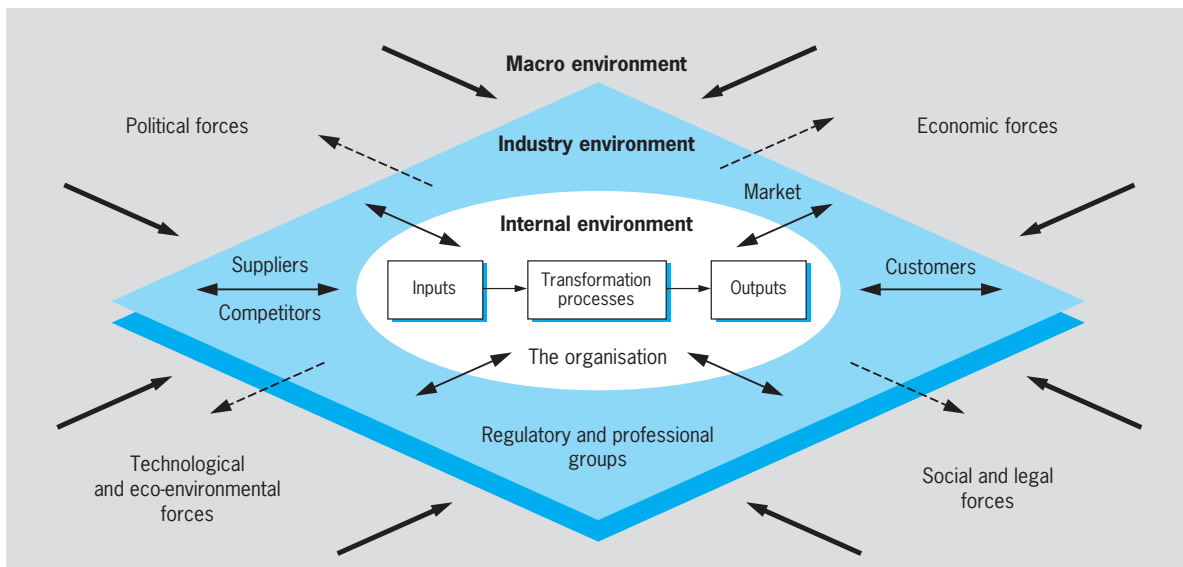 Macro environment
Political forces
Economic forces
Industry environment
Market
Internal environment
Suppliers
Competitors
Inputs
Transformation
processes
Outputs
Customers
The organisation
Regulatory and professional
groups
Technological
and eco-environmental
forces
Social and legal
forces